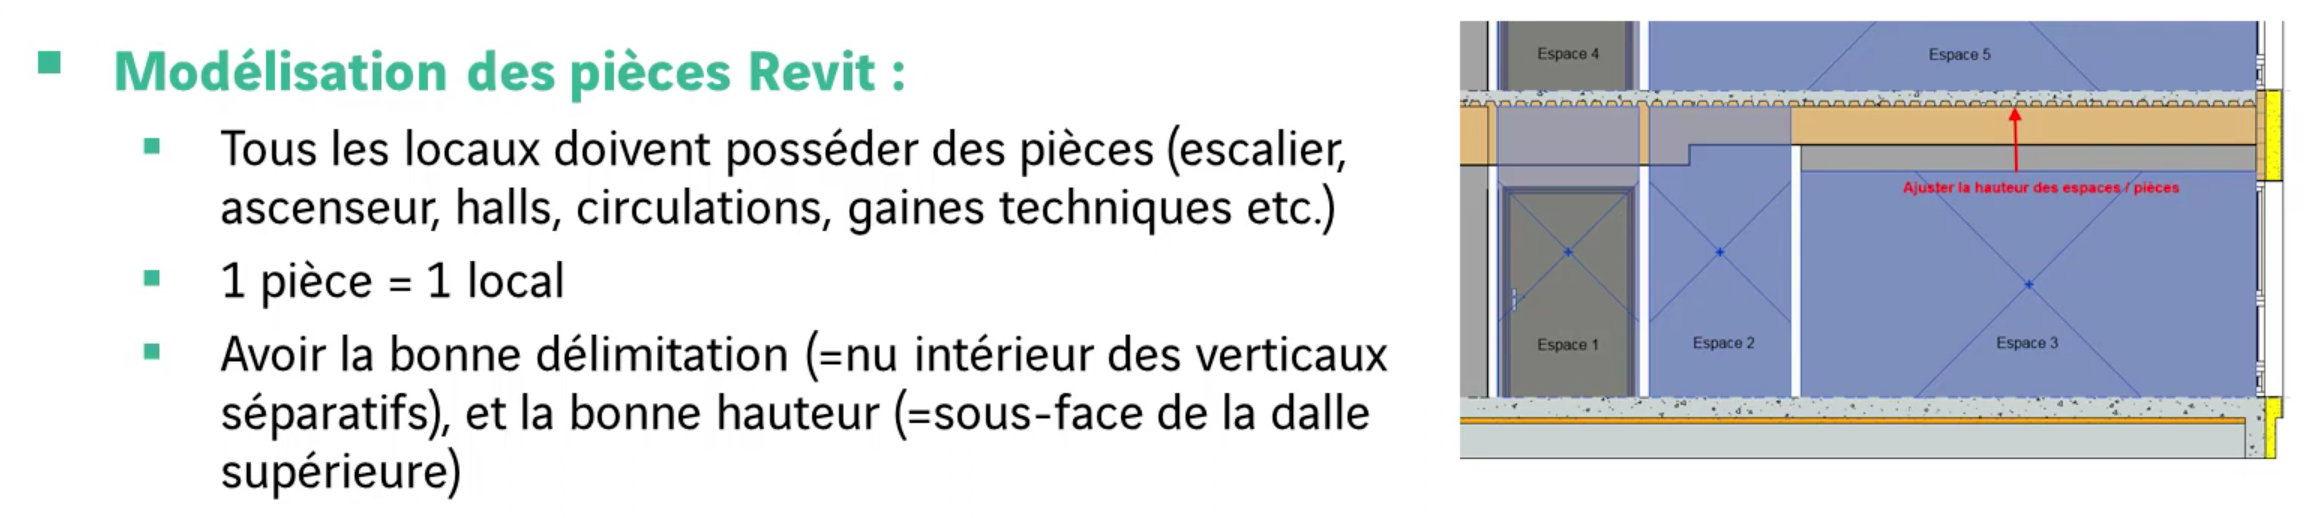 Modélisation des pièces Revit :
Tous les locaux doivent posséder des pièces (escalier,
ascenseur, halls, circulations, gaines techniques etc.)
1 pièce = 1 local
Avoir la bonne délimitation (=nu intérieur des verticaux
séparatifs), et la bonne hauteur (=sous-face de la dalle
supérieure)
Espace 4
Espace 5
Ajuster la hauteur des espaces / pièces
Espace 1
Espace 2
Espace 3